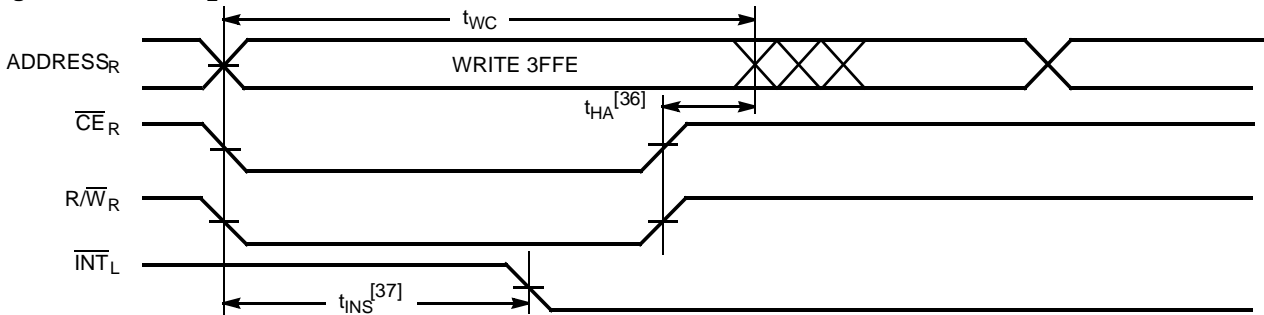 tWC
ADDRESSR
WRITE 3FFE
tHA[36]
CER
R/WR
INTL
tINS[37]